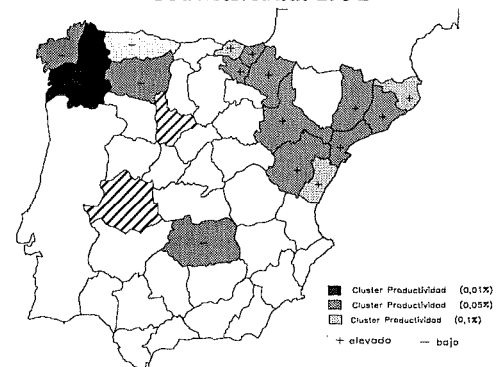 Cluster Productividad (0,01%)
Cluster Productividad (0,05%)
Cluster Productividad (0,1%)
+ elevado — bajo